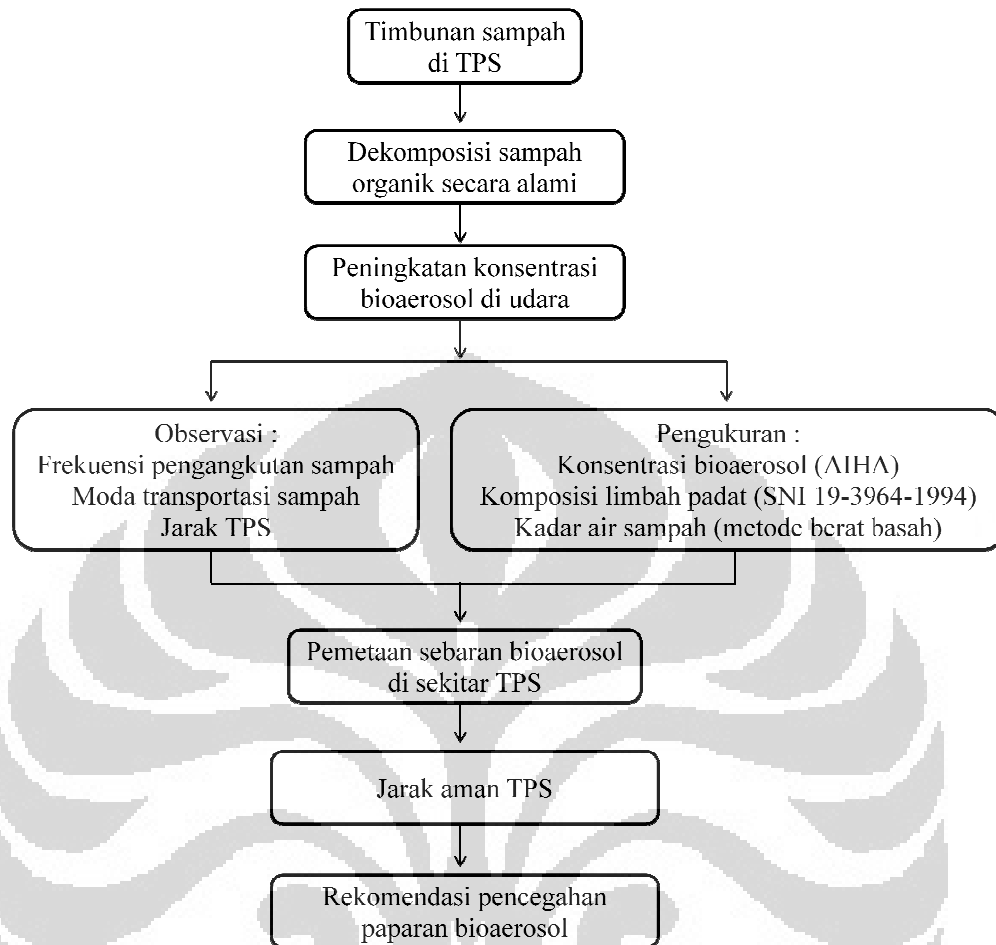 Timbunan sampah
di TPS
Dekomposisi sampah
organik secara alami
Peningkatan konsentrasi
bioaerosol di udara
Observasi :
Frekuensi pengangkutan sampah
Moda transportasi sampah
Jarak TPS
Pengukuran :
Konsentrasi bioaerosol (AIHA)
Komposisi limbah padat (SNI 19-3964-1994)
Kadar air sampah (metode berat basah)
Pemetaan sebaran bioaerosol
di sekitar TPS
Jarak aman TPS
Rekomendasi pencegahan
paparan bioaerosol